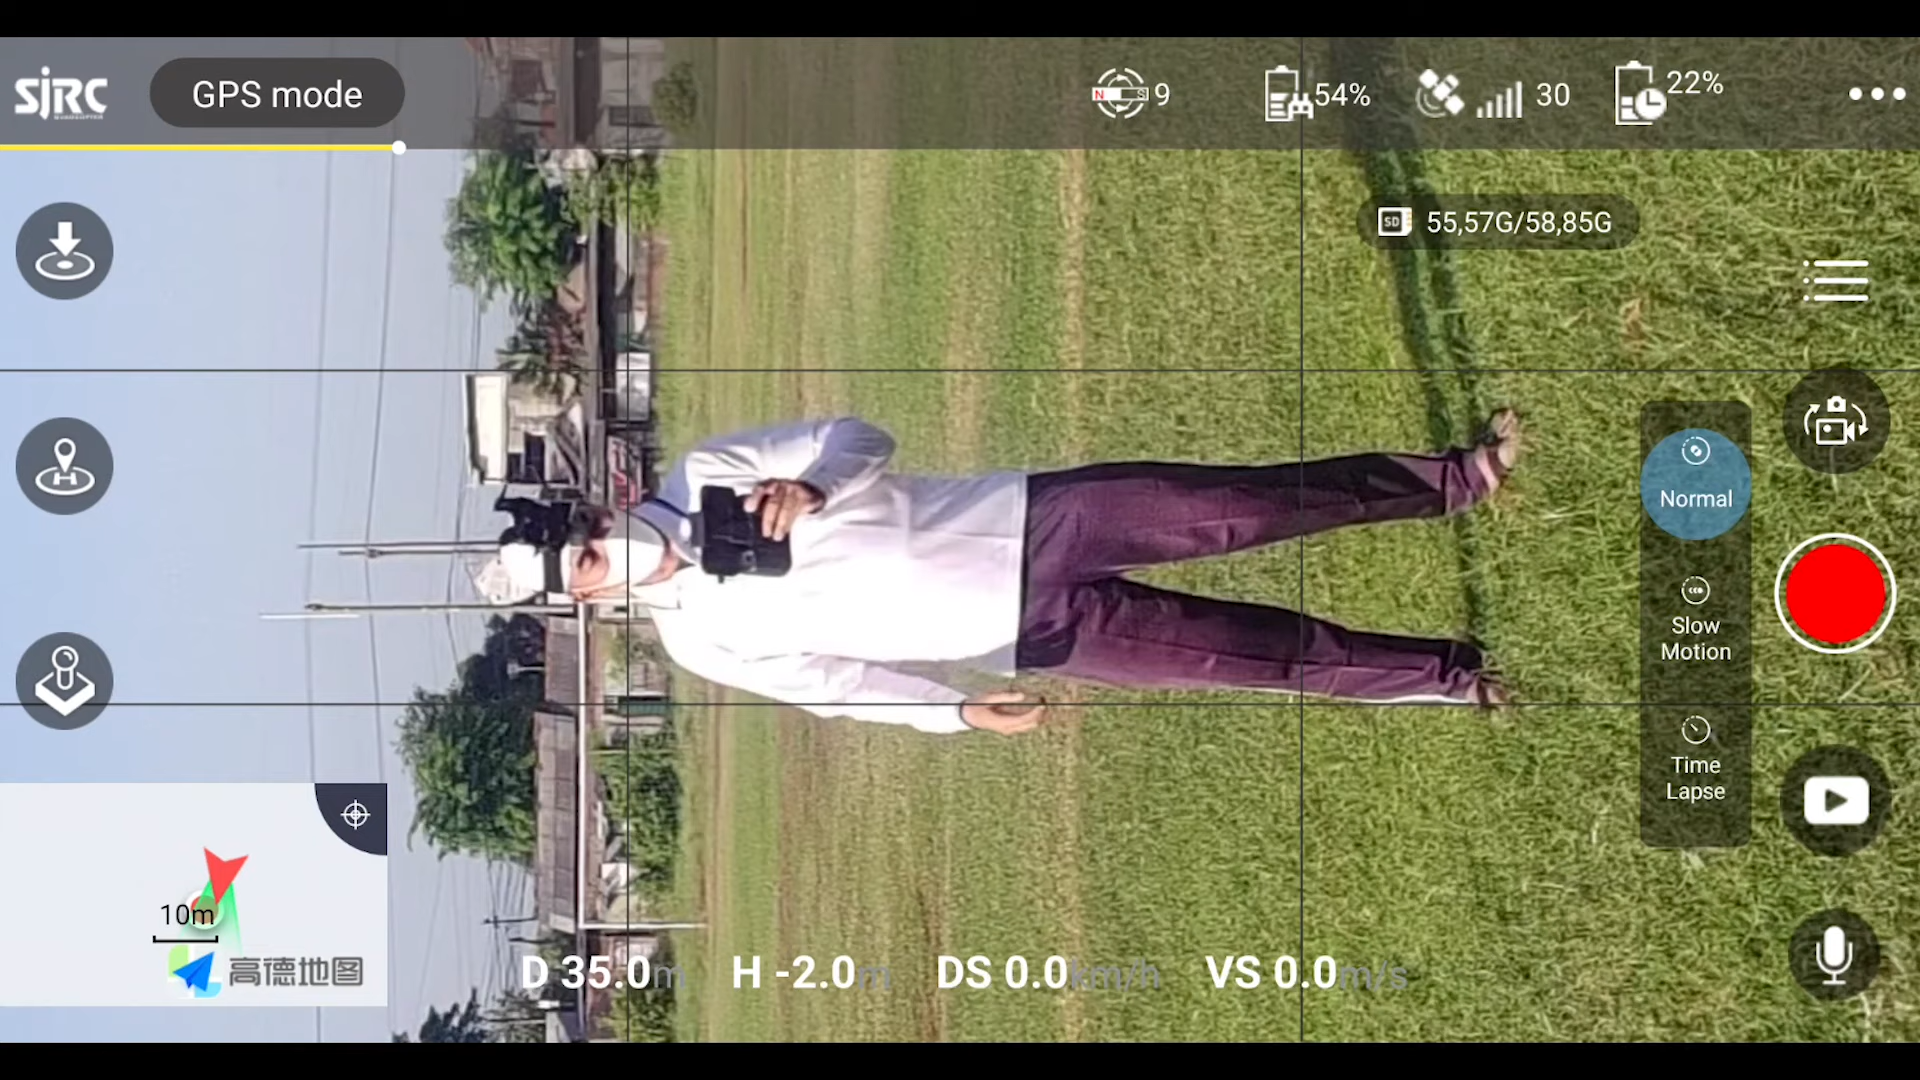 SJRC
GPS mode
N S 9
54%
30
22%
SD 55,57G/58,85G
Normal
Slow
Motion
Time
Lapse
H
10m
高德地图
D 35.0m H -2.0m DS 0.0km/h VS 0.0m/s